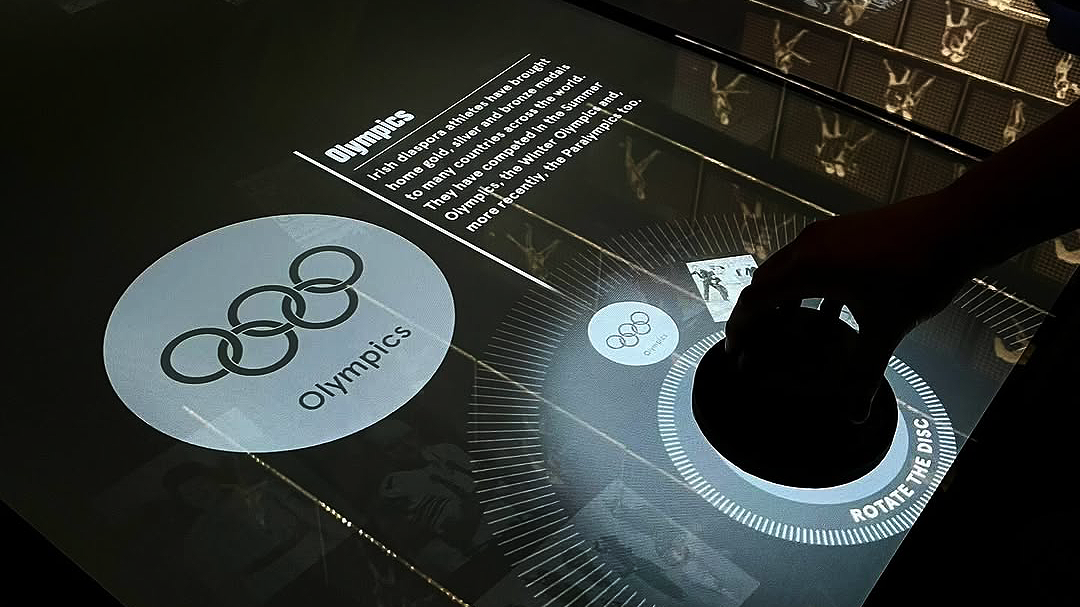 Olympics
Irish diaspora athletes have brought
home gold, silver and bronze medals
to many countries across the world.
They have competed in the Summer
Olympics, the Winter Olympics and,
more recently, the Paralympics too.
Olympics
Olympics
ROTATE THE DISC